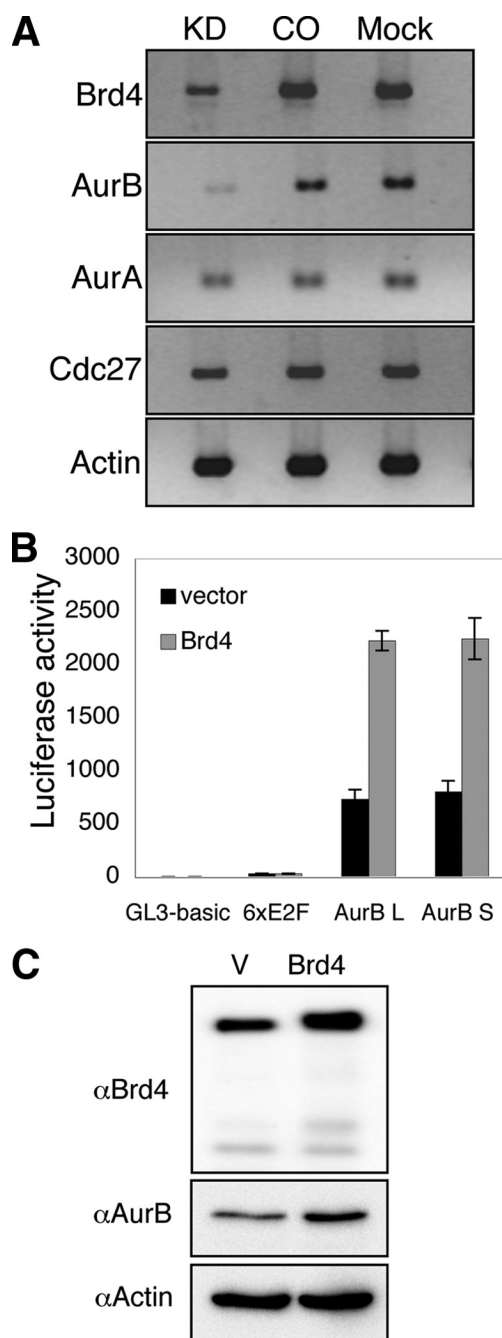 A
KD CO Mock
Brd4
AurB
AurA
Cdc27
Actin
B
3000
2500
2000
1500
1000
500
0
Luciferase activity
vector
Brd4
GL3-basic 6xE2F AurB L AurB S
C
V Brd4
αBrd4
αAurB
αActin